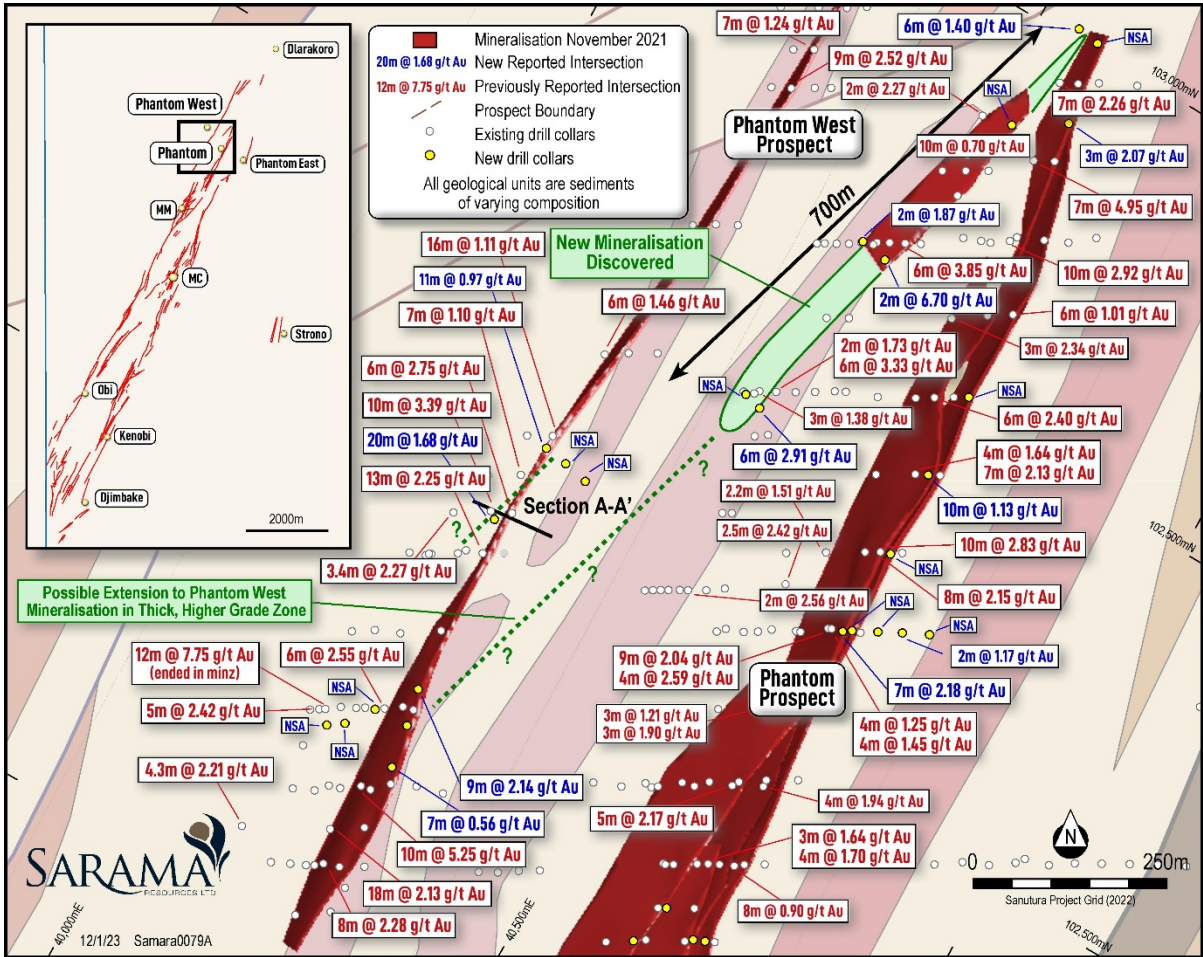 Dlarakoro
Phantom West
Phantom
Phantom East
MM
MC
Strono
Obi
Kenobi
Djimbake
2000m
Mineralisation November 2021
20m @ 1.68 g/t Au New Reported Intersection
12m @ 7.75 g/t Au Previously Reported Intersection
Prospect Boundary
Existing drill collars
New drill collars
All geological units are sediments
of varying composition
7m @ 1.24 g/t Au
6m @ 1.40 g/t Au
NSA
9m @ 2.52 g/t Au
2m @ 2.27 g/t Au
103,000mN
NSA
7m @ 2.26 g/t Au
Phantom West
Prospect
10m @ 0.70 g/t Au
3m @ 2.07 g/t Au
700m
7m @ 4.95 g/t Au
2m @ 1.87 g/t Au
16m @ 1.11 g/t Au
New Mineralisation
Discovered
11m @ 0.97 g/t Au
6m @ 3.85 g/t Au
10m @ 2.92 g/t Au
2m @ 6.70 g/t Au
6m @ 1.46 g/t Au
7m @ 1.10 g/t Au
6m @ 1.01 g/t Au
2m @ 1.73 g/t Au
6m @ 3.33 g/t Au
3m @ 2.34 g/t Au
6m @ 2.75 g/t Au
NSA
NSA
10m @ 3.39 g/t Au
3m @ 1.38 g/t Au
6m @ 2.40 g/t Au
20m @ 1.68 g/t Au
NSA
NSA
6m @ 2.91 g/t Au
4m @ 1.64 g/t Au
7m @ 2.13 g/t Au
13m @ 2.25 g/t Au
?
?
2.2m @ 1.51 g/t Au
10m @ 1.13 g/t Au
Section A-A'
102,500mN
2.5m @ 2.42 g/t Au
?
10m @ 2.83 g/t Au
NSA
3.4m @ 2.27 g/t Au
?
8m @ 2.15 g/t Au
Possible Extension to Phantom West
Mineralisation in Thick, Higher Grade Zone
2m @ 2.56 g/t Au
NSA
NSA
?
12m @ 7.75 g/t Au
(ended in minz)
6m @ 2.55 g/t Au
9m @ 2.04 g/t Au
4m @ 2.59 g/t Au
2m @ 1.17 g/t Au
Phantom
Prospect
7m @ 2.18 g/t Au
NSA
5m @ 2.42 g/t Au
NSA
NSA
3m @ 1.21 g/t Au
3m @ 1.90 g/t Au
4m @ 1.25 g/t Au
4m @ 1.45 g/t Au
4.3m @ 2.21 g/t Au
9m @ 2.14 g/t Au
4m @ 1.94 g/t Au
7m @ 0.56 g/t Au
5m @ 2.17 g/t Au
10m @ 5.25 g/t Au
3m @ 1.64 g/t Au
4m @ 1.70 g/t Au
N
0 250m
Sanutura Project Grid (2022)
SARAMA
RESOURCES LTD
18m @ 2.13 g/t Au
8m @ 2.28 g/t Au
8m @ 0.90 g/t Au
40,000mE
12/1/23 Samara0079A
40,500mE
102,500mN